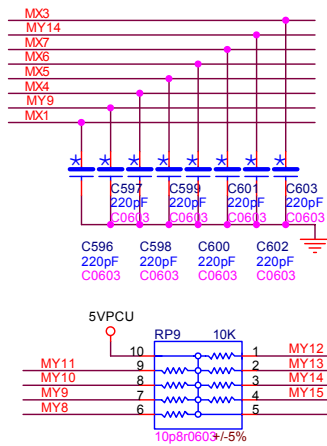 MX3
MY14
MX7
MX6
MX5
MX4
MY9
MX1
* * * * * * * *
C597 C599 C601 C603
220pF 220pF 220pF 220pF
C0603 C0603 C0603 C0603
C596 C598 C600 C602
220pF 220pF 220pF 220pF
C0603 C0603 C0603 C0603
5VPCU
RP9 10K
10 1 MY12
MY11 9 2 MY13
MY10 8 3 MY14
MY9 7 4 MY15
MY8 6 5
10p8r0603 +/-5%